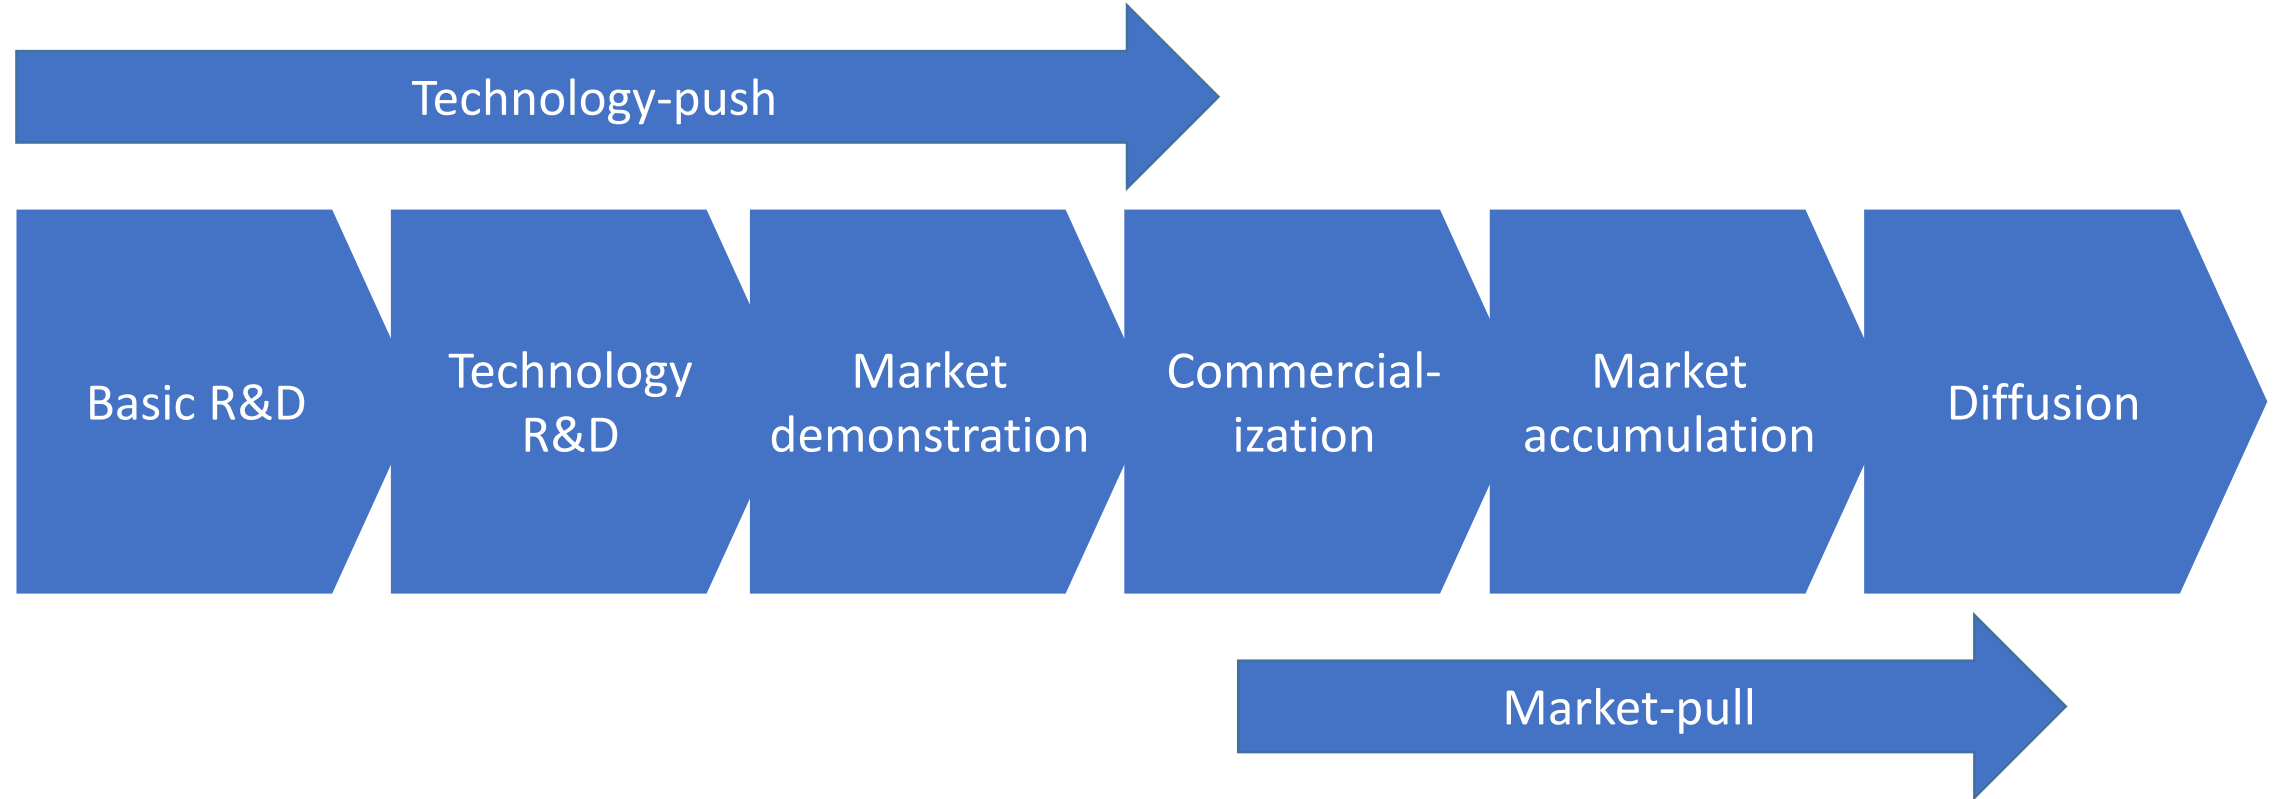 Technology-push
Basic R&D
Technology
R&D
Market
demonstration
Commercial-
ization
Market
accumulation
Diffusion
Market-pull